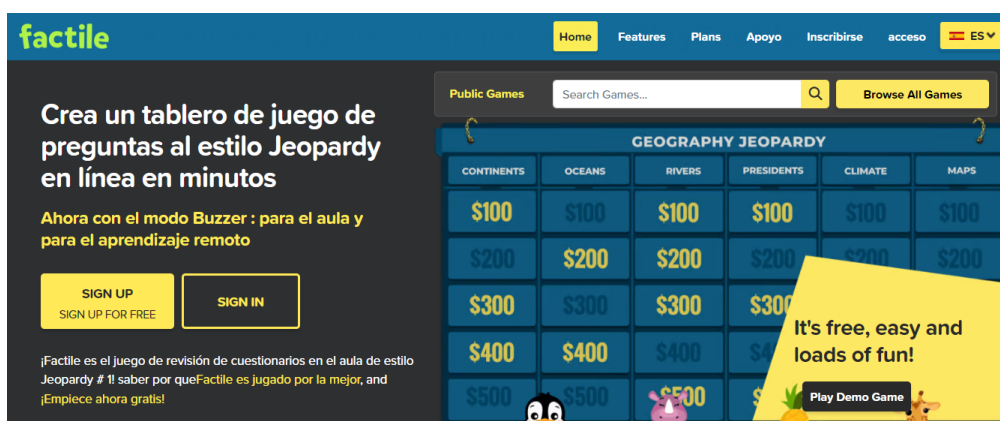 factile
Home Features Plans Apoyo Inscribirse acceso ES
Public Games Search Games... Browse All Games
Crea un tablero de juego de
preguntas al estilo Jeopardy
en línea en minutos
Ahora con el modo Buzzer : para el aula y
para el aprendizaje remoto
SIGN UP
SIGN UP FOR FREE
SIGN IN
¡Factile es el juego de revisión de cuestionarios en el aula de estilo
Jeopardy # 1! saber por queFactile es jugado por la mejor, and
¡Empiece ahora gratis!
GEOGRAPHY JEOPARDY
CONTINENTS OCEANS RIVERS PRESIDENTS CLIMATE MAPS
$100 $100 $100 $100 $100 $100
$200 $200 $200 $200 $200 $200
$300 $300 $300 $300
$400 $400 $400
$500 $500 $500
It's free, easy and
loads of fun!
Play Demo Game